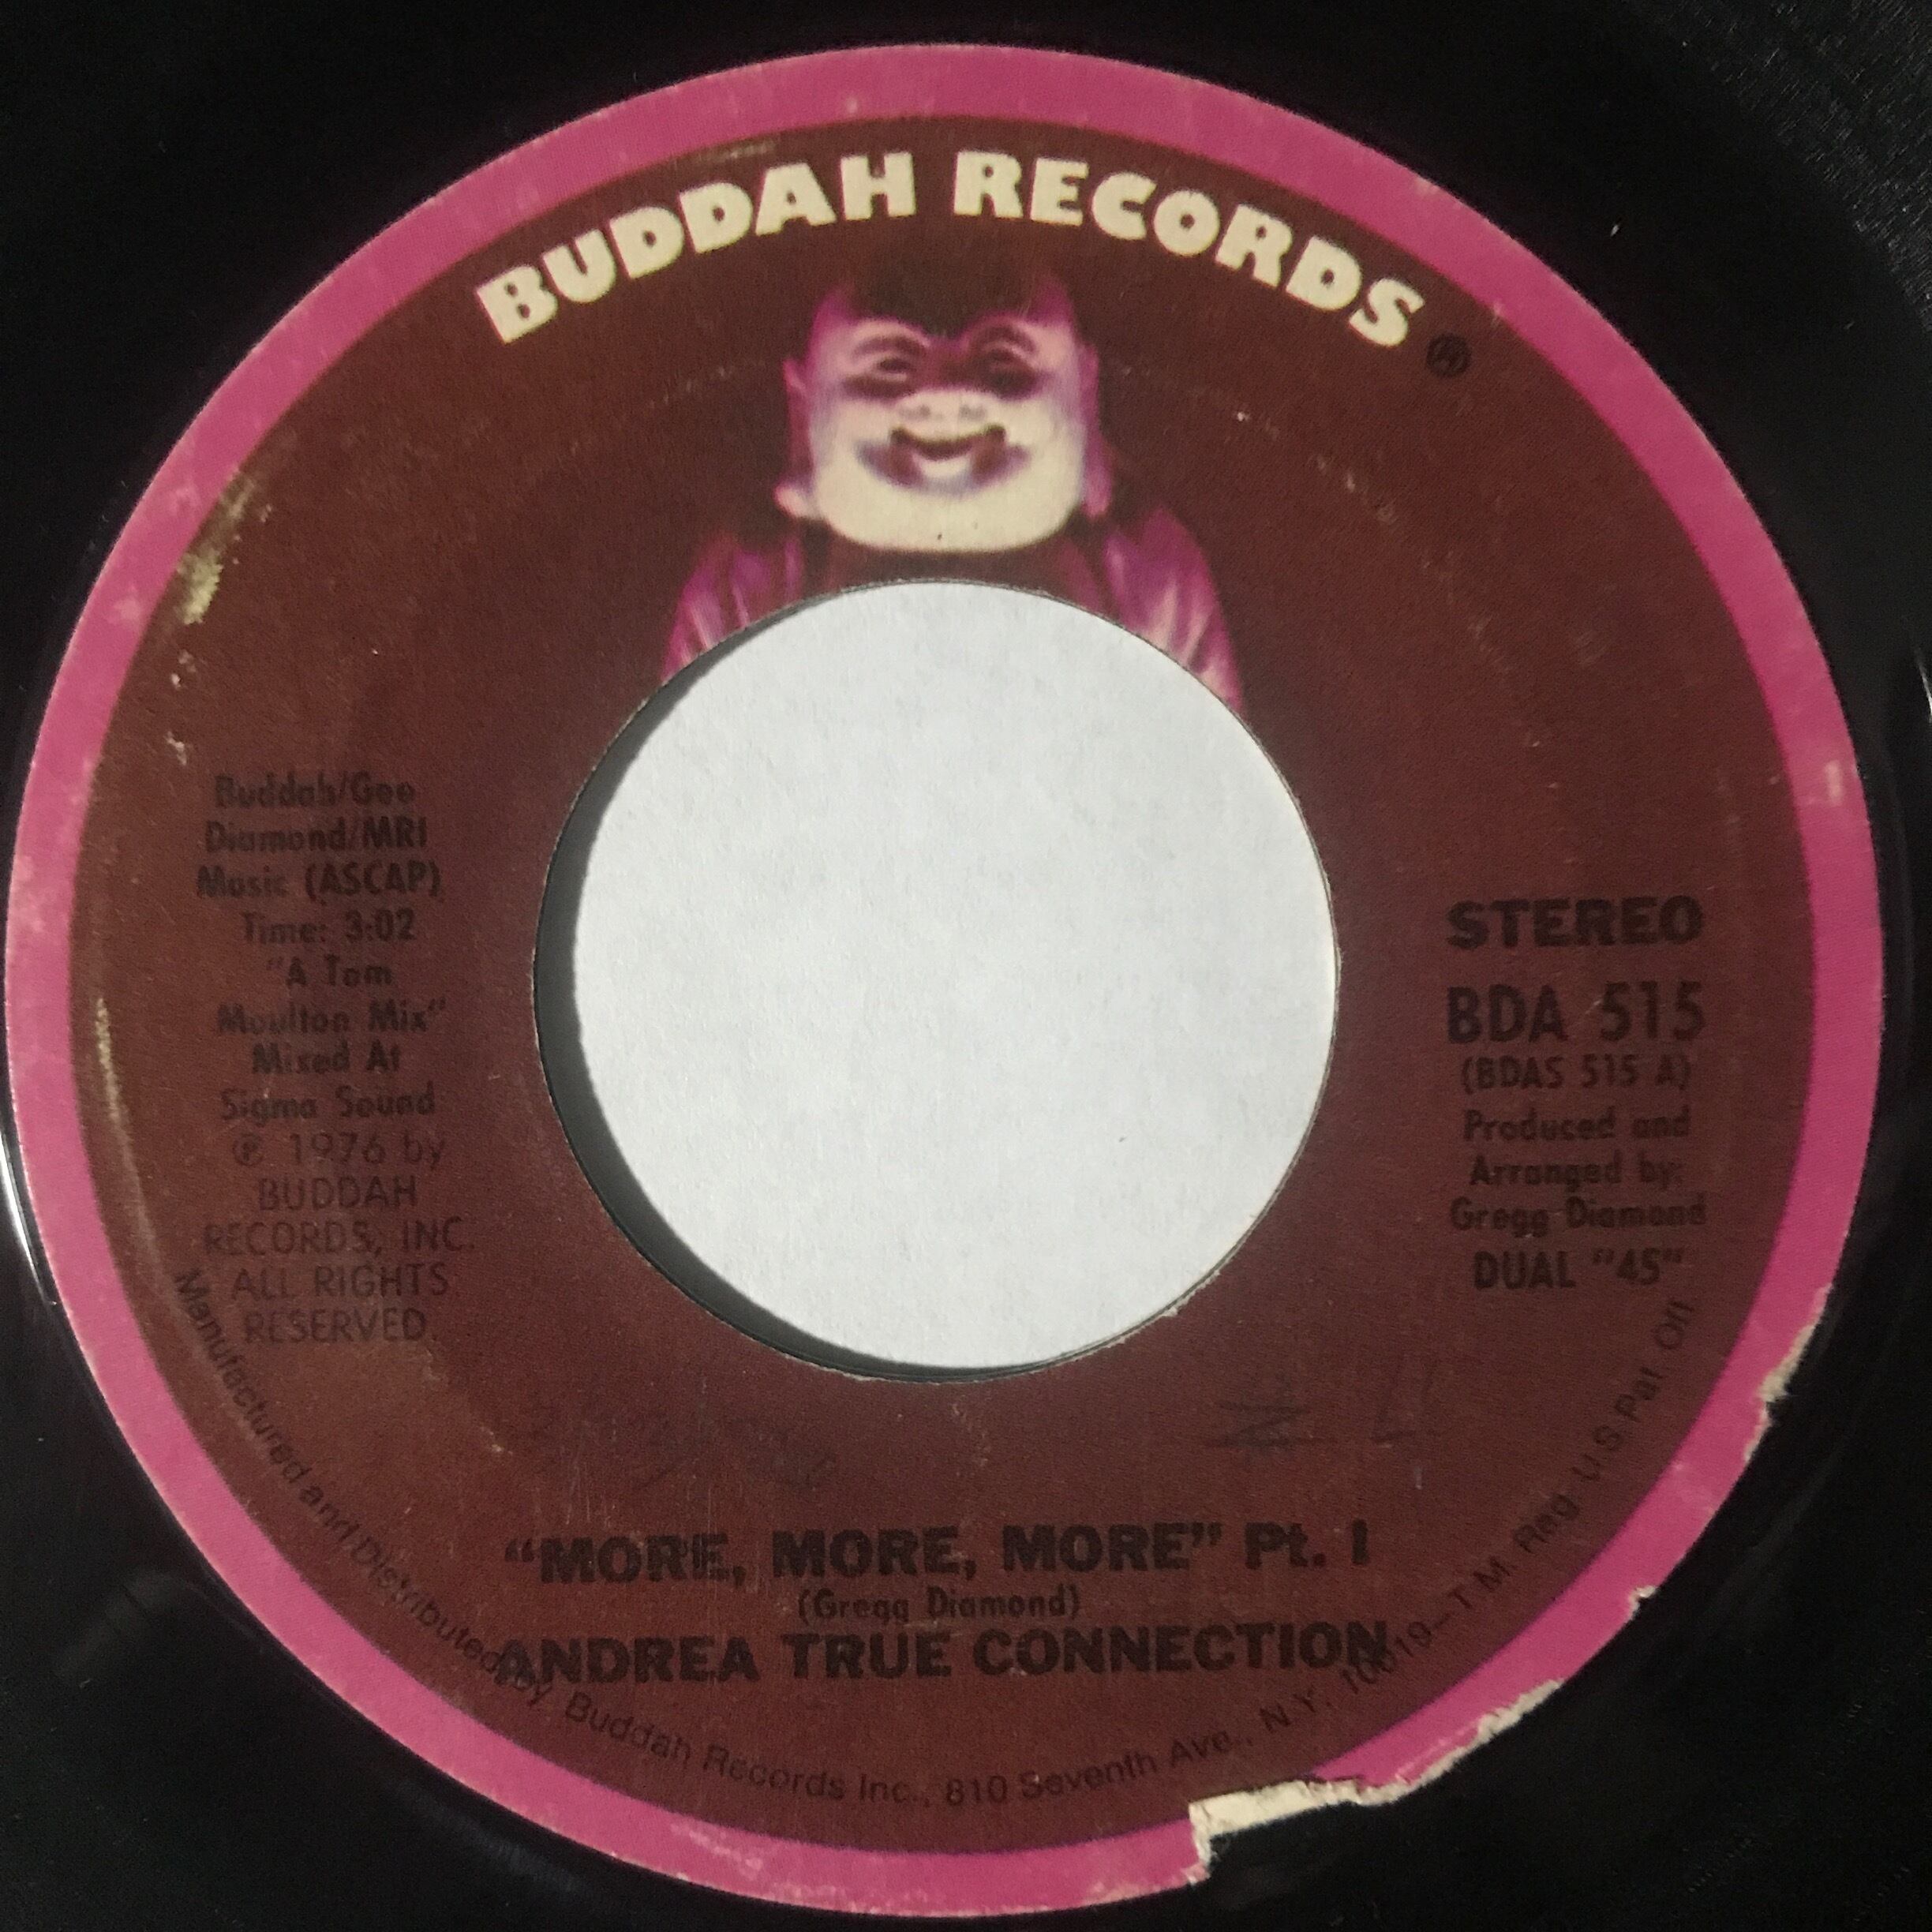 BUDDAH RECORDS ®
Buddah/Gee
Diamond/MRI
Music (ASCAP)
Time: 3:02
"A Tom
Moulton Mix"
Mixed At
Sigma Sound
℗ 1976 by
BUDDAH
RECORDS, INC.
ALL RIGHTS
RESERVED
STEREO
BDA 515
(BDAS 515 A)
Produced and
Arranged by:
Gregg Diamond
DUAL "45"
"MORE, MORE, MORE" Pt. I
(Gregg Diamond)
ANDREA TRUE CONNECTION
Manufactured and Distributed by Buddah Records Inc., 810 Seventh Ave., N.Y. 10019–T.M. Reg U.S. Pat Off